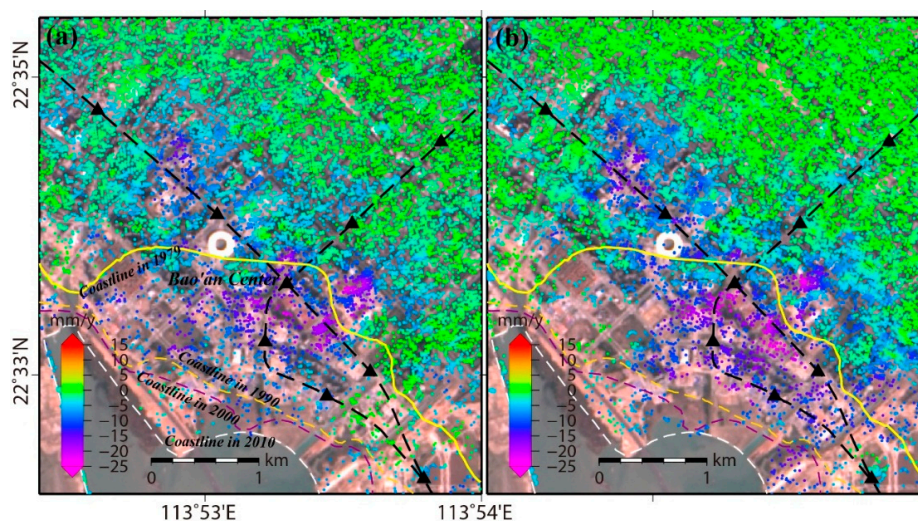 (a)
(b)
22°35'N
Coastline in 1979
Bao'an Center
mm/y
mm/y
15
10
5
0
−5
−10
−15
−20
−25
15
10
5
0
−5
−10
−15
−20
−25
22°33'N
Coastline in 1990
Coastline in 2000
Coastline in 2010
km
km
0
1
0
1
113°53'E
113°54'E